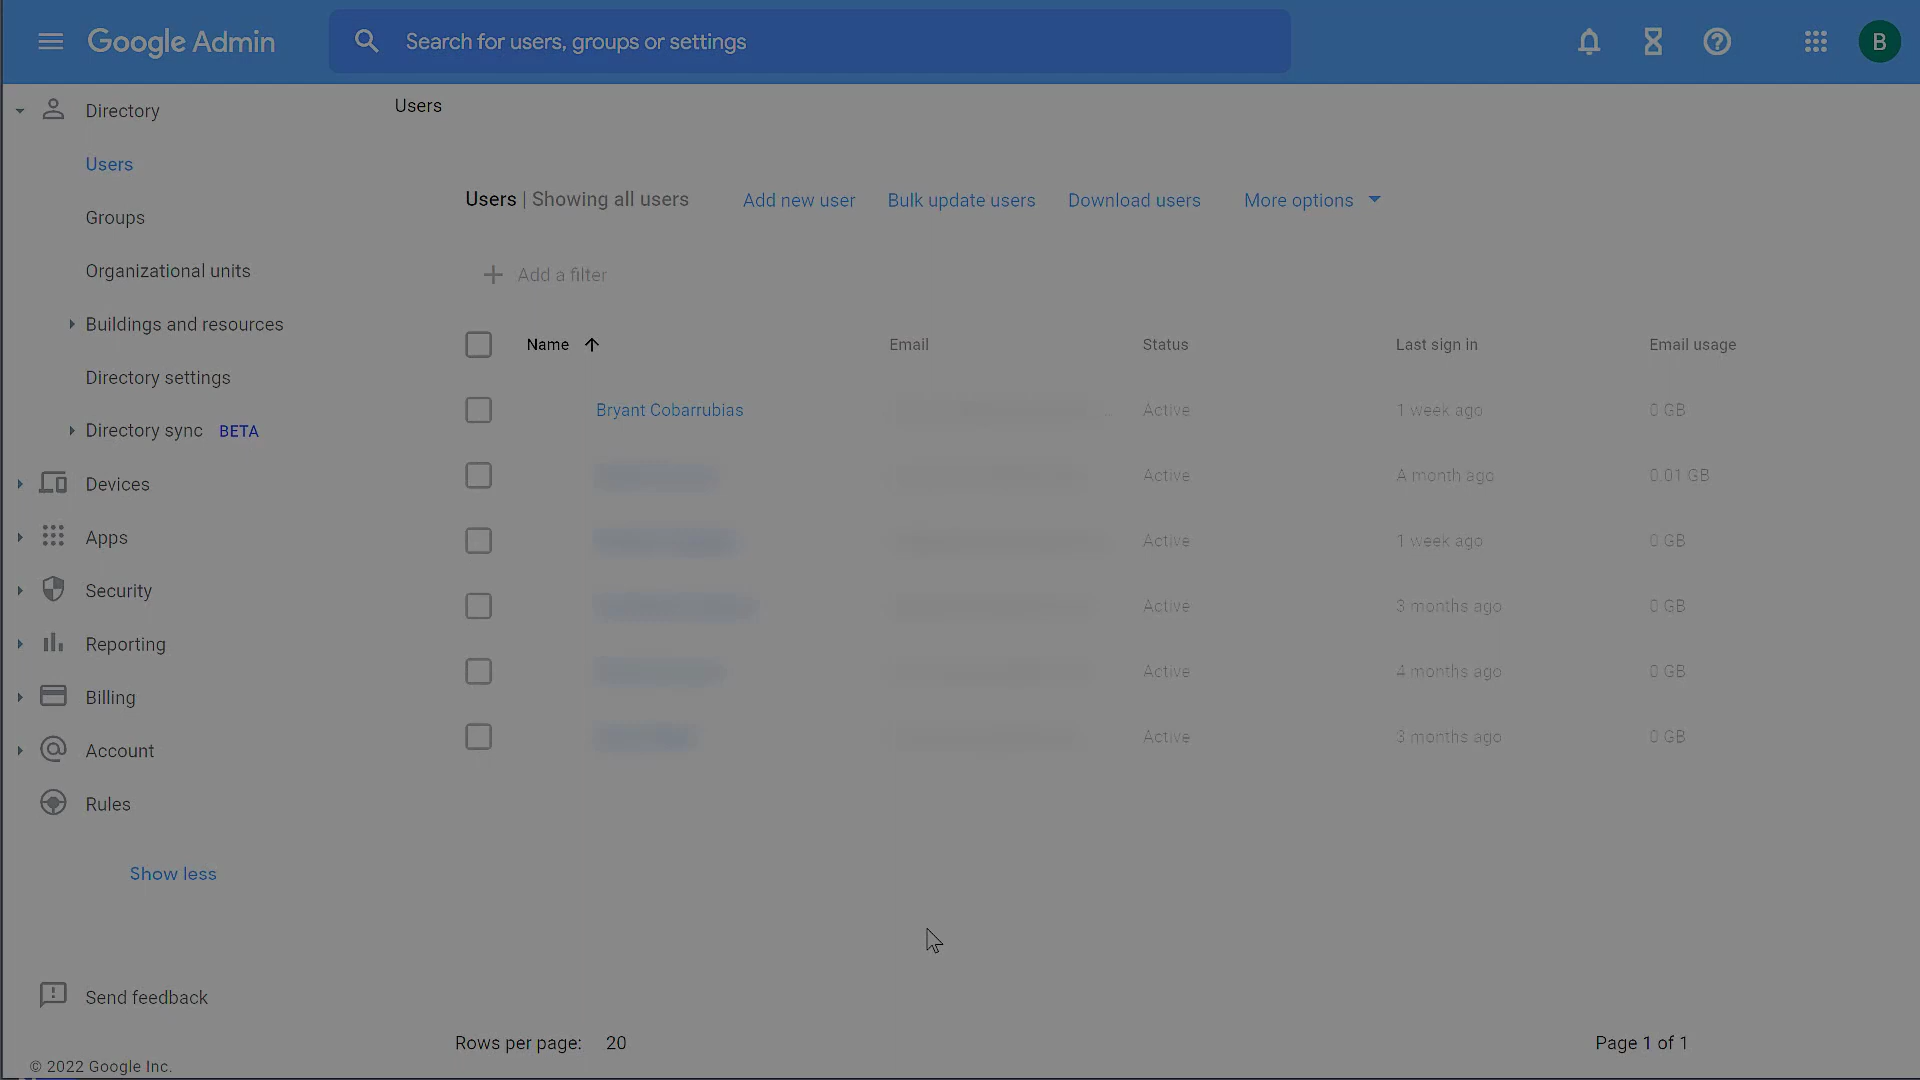 Google Admin
Search for users, groups or settings
B
Directory
Users
Groups
Organizational units
Buildings and resources
Directory settings
Directory sync BETA
Devices
Apps
Security
Reporting
Billing
Account
Rules
Show less
Send feedback
© 2022 Google Inc.
Users
Users | Showing all users Add new user Bulk update users Download users More options
Add a filter
Name Email Status Last sign in Email usage
Bryant Cobarrubias Active 1 week ago 0 GB
Active A month ago 0.01 GB
Active 1 week ago 0 GB
Active 3 months ago 0 GB
Active 4 months ago 0 GB
Active 3 months ago 0 GB
Rows per page: 20 Page 1 of 1